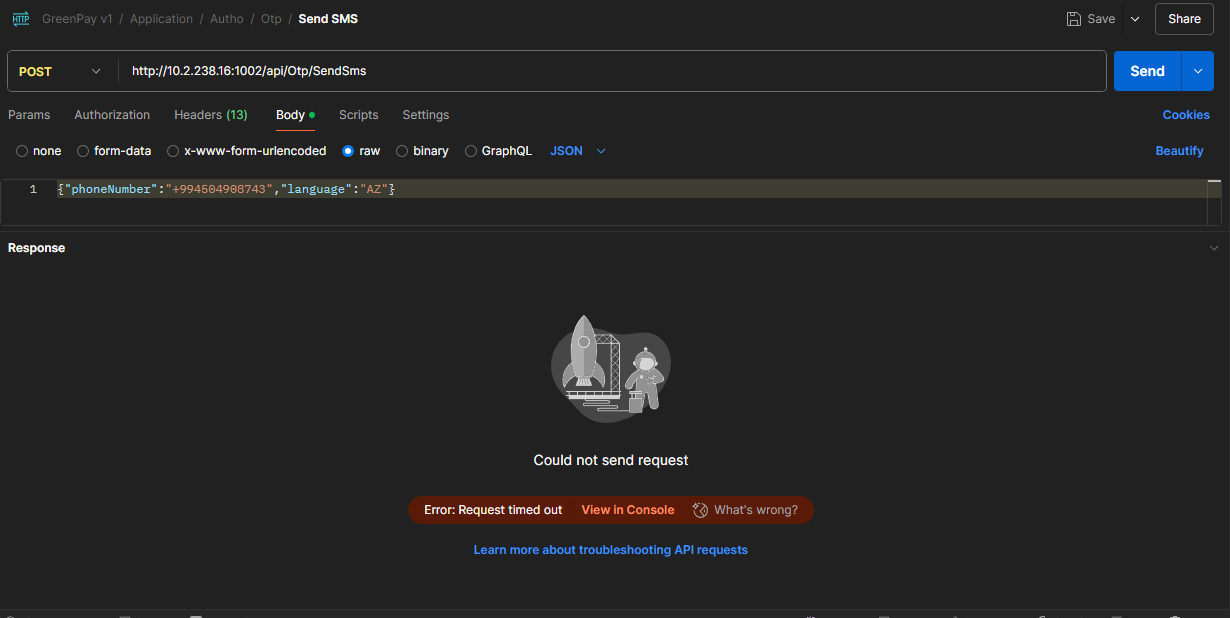 HTTP GreenPay v1 / Application / Autho / Otp / Send SMS Save Share
POST http://10.2.238.16:1002/api/Otp/SendSms Send
Params Authorization Headers (13) Body Scripts Settings Cookies
none form-data x-www-form-urlencoded raw binary GraphQL JSON Beautify
1 {"phoneNumber":"+994504908743","language":"AZ"}
Response
Could not send request
Error: Request timed out View in Console What's wrong?
Learn more about troubleshooting API requests